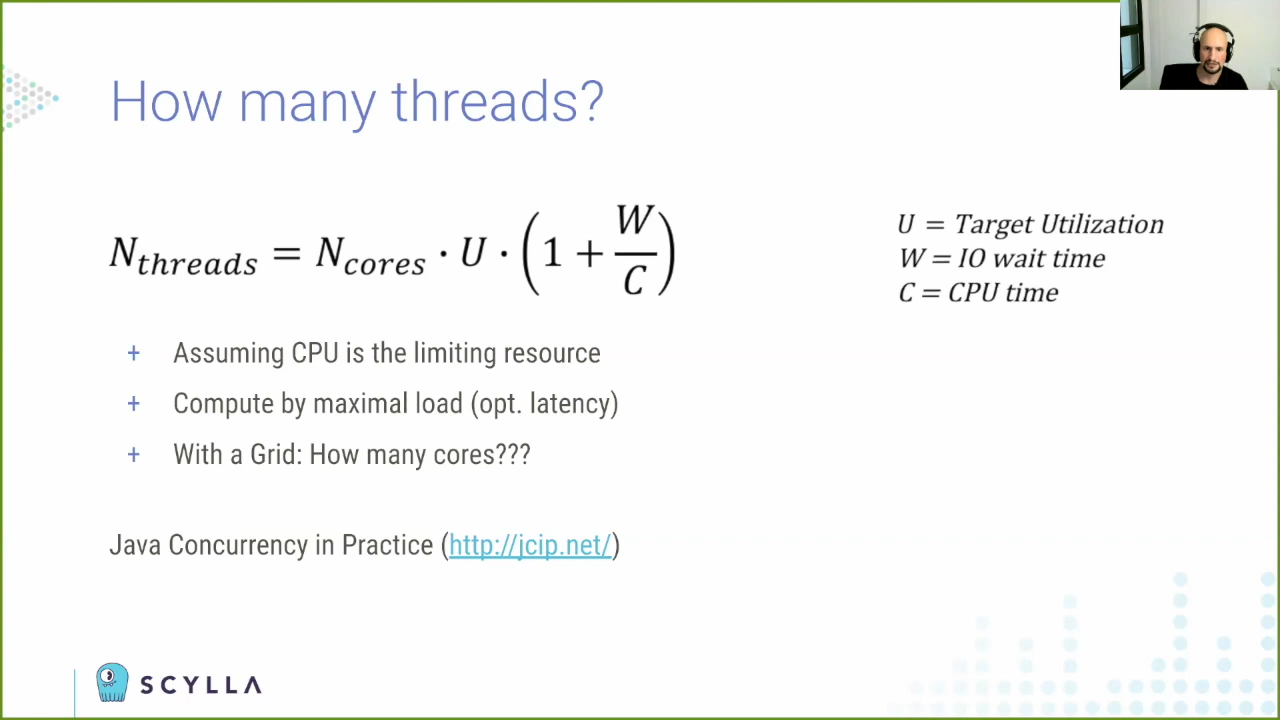 How many threads?
N_threads = N_cores · U · (1 + W/C)
U = Target Utilization
W = IO wait time
C = CPU time
+ Assuming CPU is the limiting resource
+ Compute by maximal load (opt. latency)
+ With a Grid: How many cores???
Java Concurrency in Practice (http://jcip.net/)
SCYLLA